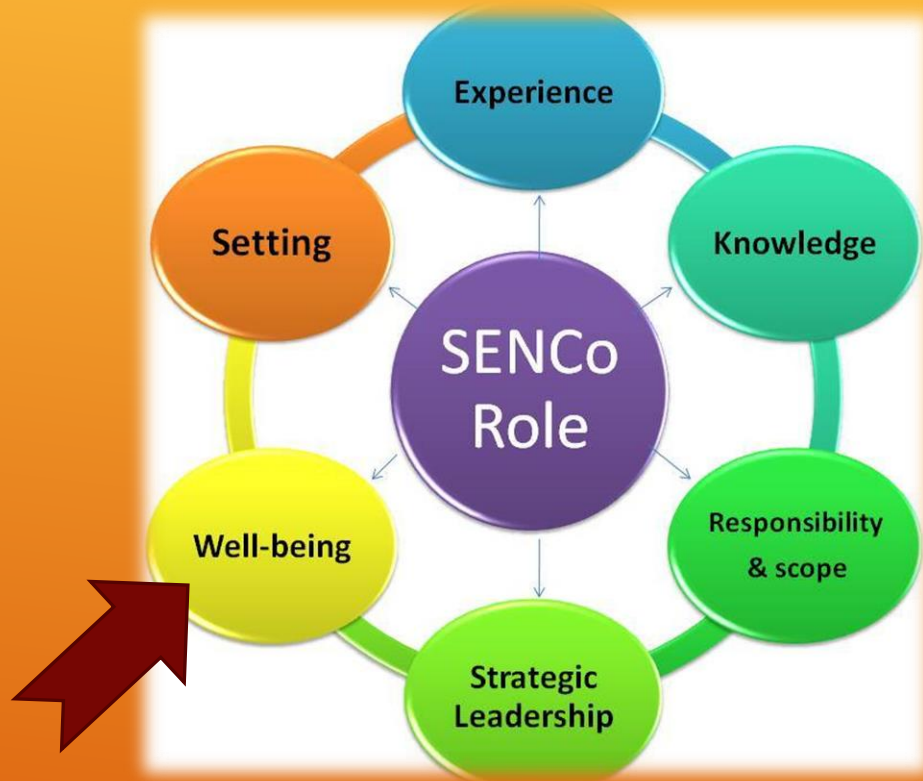 Experience
Setting
Knowledge
SENCo
Role
Well-being
Responsibility
& scope
Strategic
Leadership